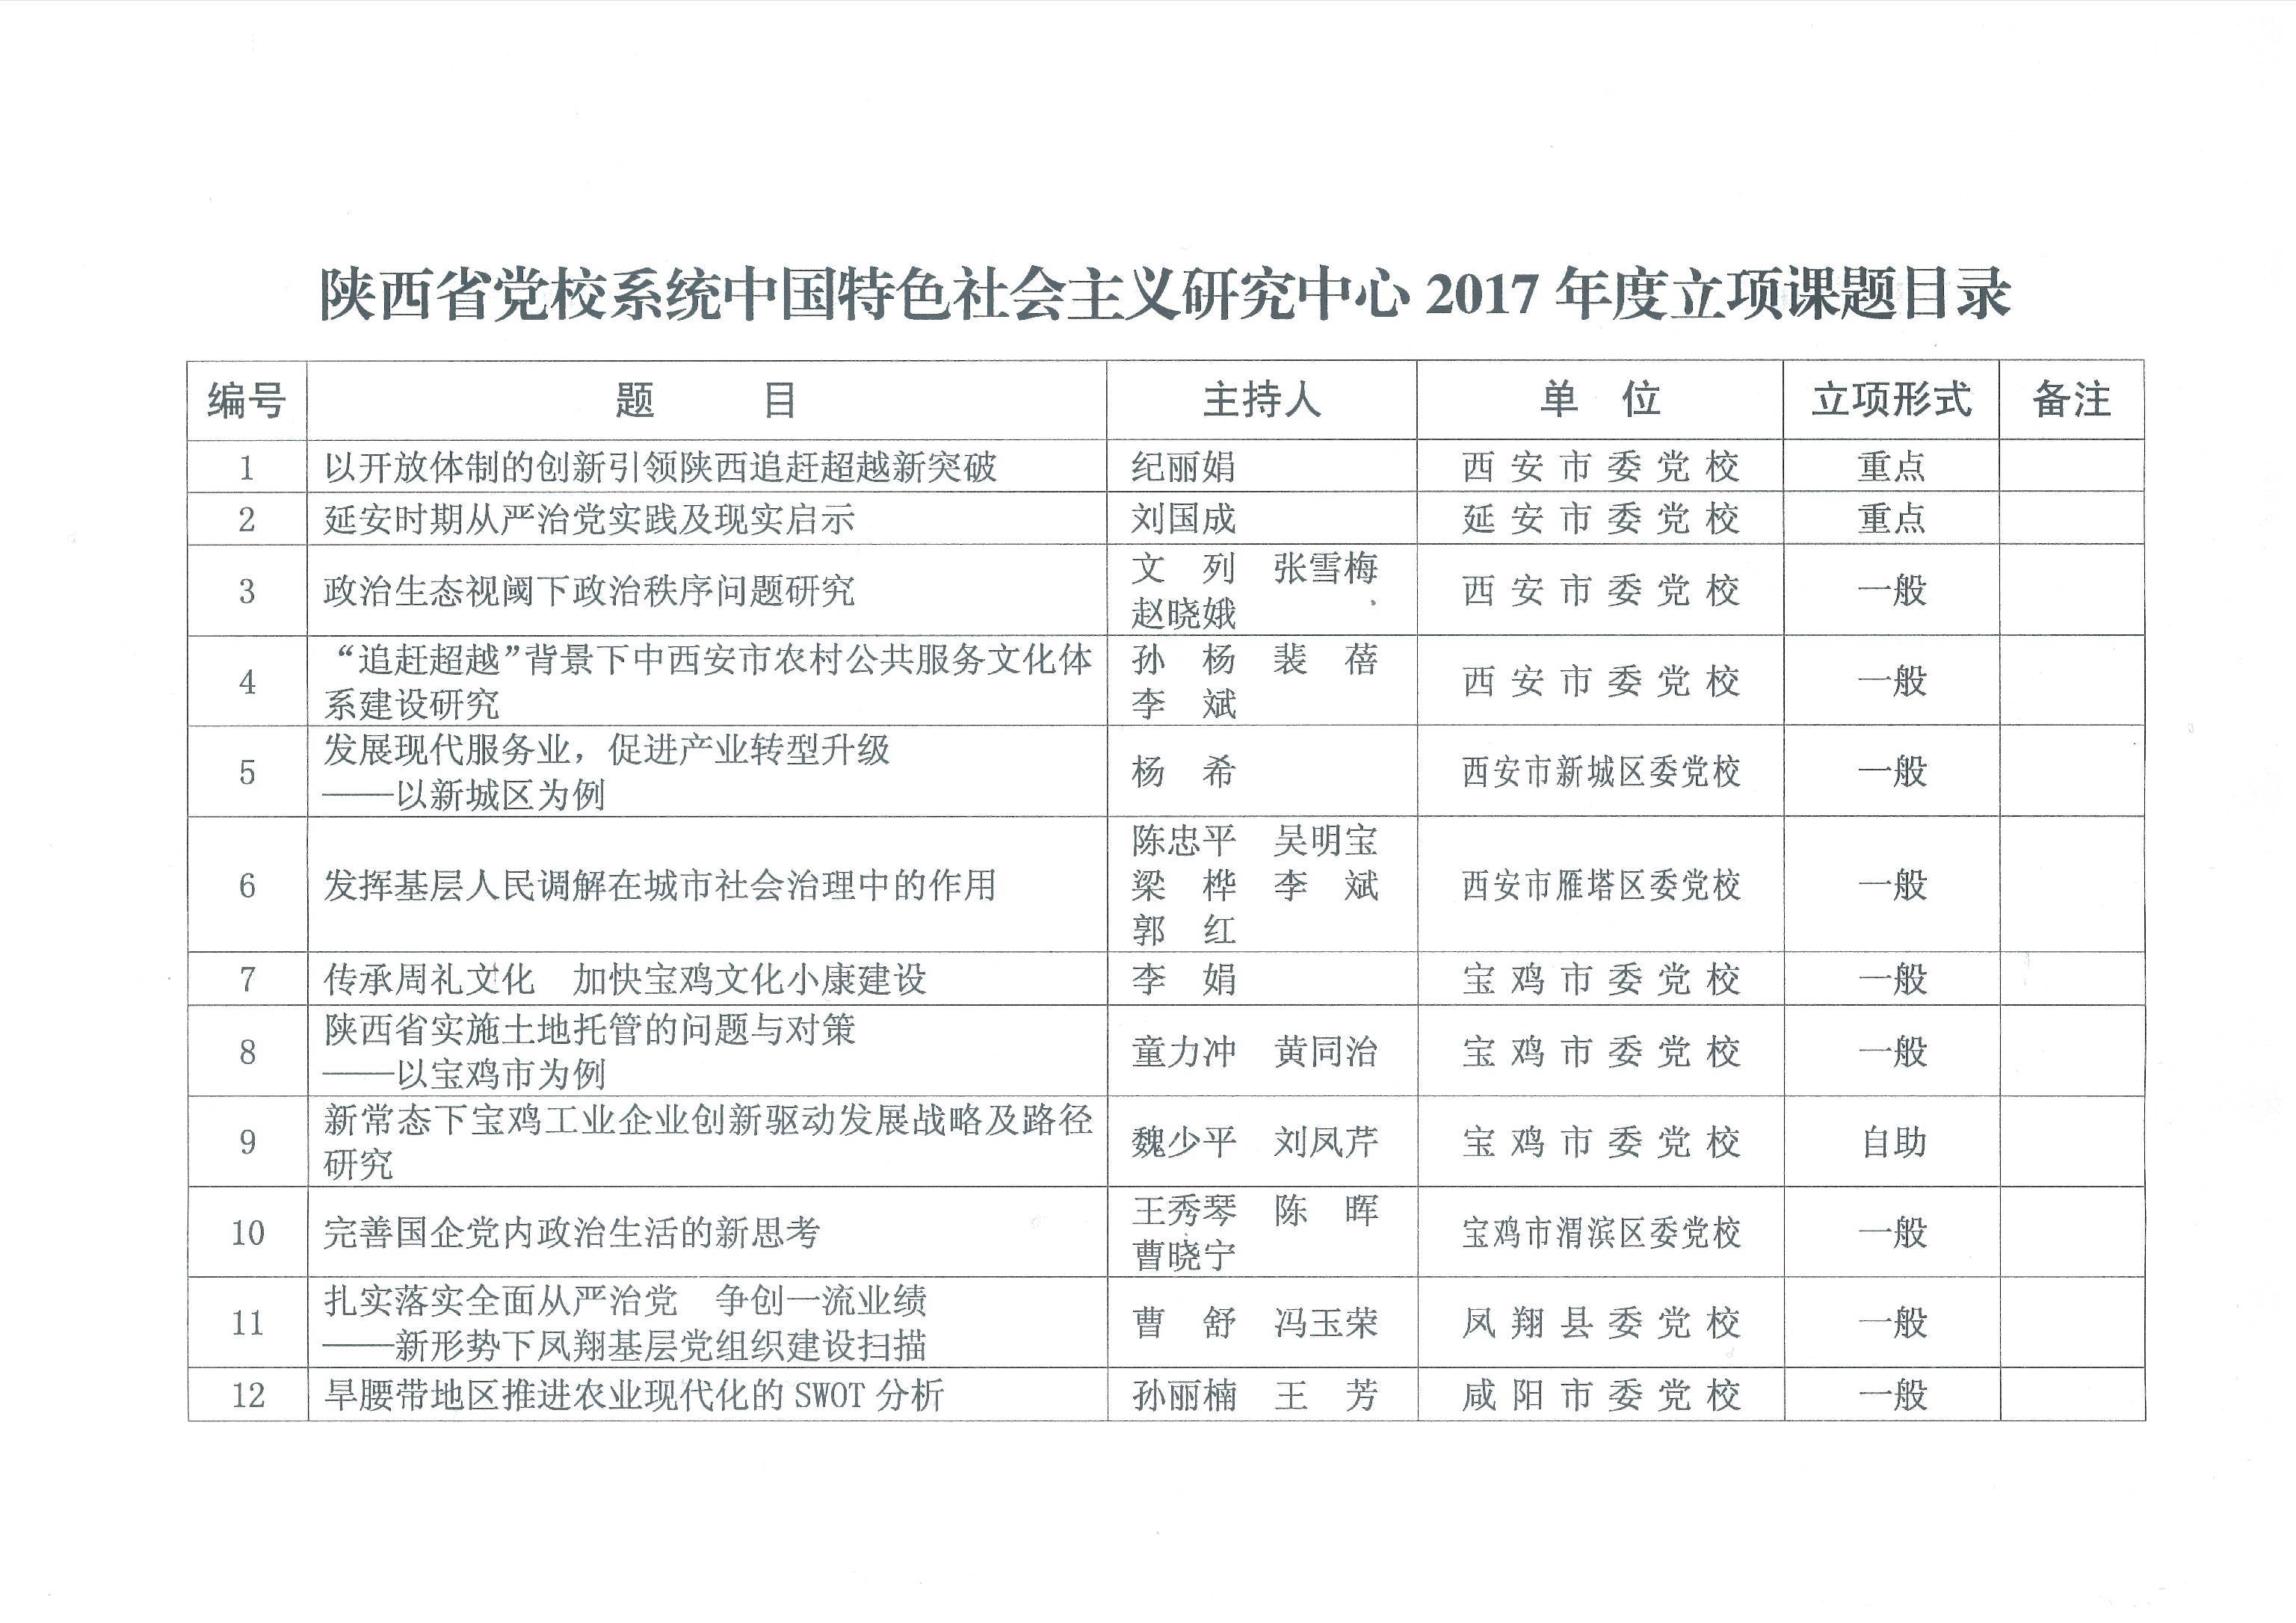 陕西省党校系统中国特色社会主义研究中心 2017 年度立项课题目录
编号 题 目 主持人 单 位 立项形式 备注
1 以开放体制的创新引领陕西追赶超越新突破 纪丽娟 西安市委党校 重点
2 延安时期从严治党实践及现实启示 刘国成 延安市委党校 重点
3 政治生态视阈下政治秩序问题研究 文 列 张雪梅 西安市委党校 一般
赵晓娥
4 “追赶超越”背景下中西安市农村公共服务文化体 孙 杨 裴 蓓 西安市委党校 一般
系建设研究 李 斌
5 发展现代服务业，促进产业转型升级 杨 希 西安市新城区委党校 一般
——以新城区为例
6 发挥基层人民调解在城市社会治理中的作用 陈忠平 吴明宝 西安市雁塔区委党校 一般
梁 桦 李 斌
郭 红
7 传承周礼文化 加快宝鸡文化小康建设 李 娟 宝鸡市委党校 一般
8 陕西省实施土地托管的问题与对策 童力冲 黄同治 宝鸡市委党校 一般
——以宝鸡市为例
9 新常态下宝鸡工业企业创新驱动发展战略及路径 魏少平 刘凤芹 宝鸡市委党校 自助
研究
10 完善国企党内政治生活的新思考 王秀琴 陈 晖 宝鸡市渭滨区委党校 一般
曹晓宁
11 扎实落实全面从严治党 争创一流业绩 曹 舒 冯玉荣 凤翔县委党校 一般
——新形势下凤翔基层党组织建设扫描
12 旱腰带地区推进农业现代化的 SWOT 分析 孙丽楠 王 芳 咸阳市委党校 一般